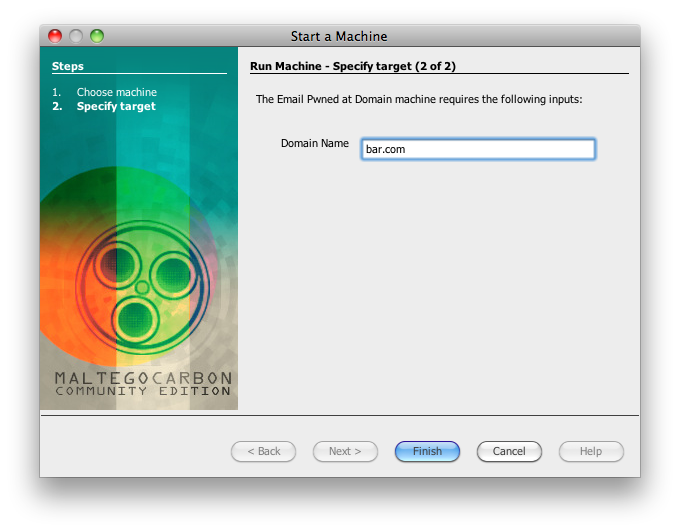 Start a Machine
Steps
1. Choose machine
2. Specify target
MALTEGOCARBON
COMMUNITY EDITION
Run Machine - Specify target (2 of 2)
The Email Pwned at Domain machine requires the following inputs:
Domain Name bar.com
< Back Next > Finish Cancel Help